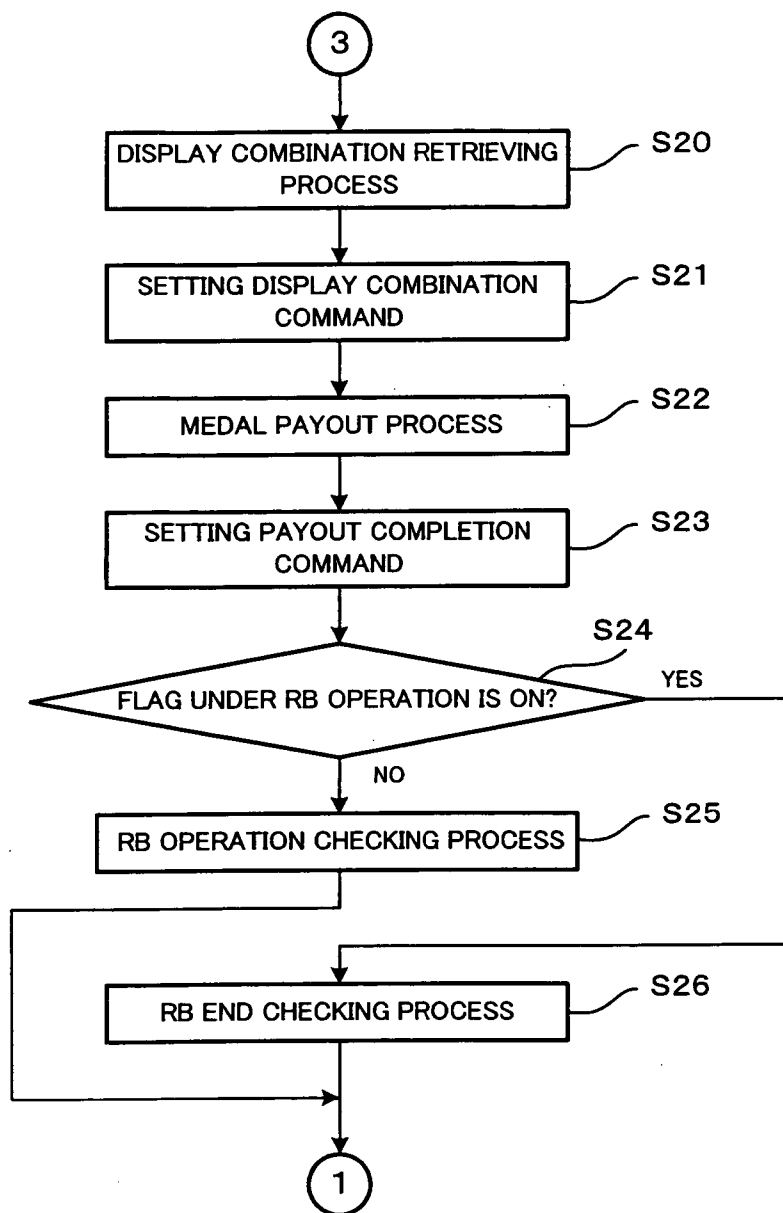 3
DISPLAY COMBINATION RETRIEVING
PROCESS
S20
SETTING DISPLAY COMBINATION
COMMAND
S21
MEDAL PAYOUT PROCESS
S22
SETTING PAYOUT COMPLETION
COMMAND
S23
S24
FLAG UNDER RB OPERATION IS ON?
YES
NO
RB OPERATION CHECKING PROCESS
S25
RB END CHECKING PROCESS
S26
1